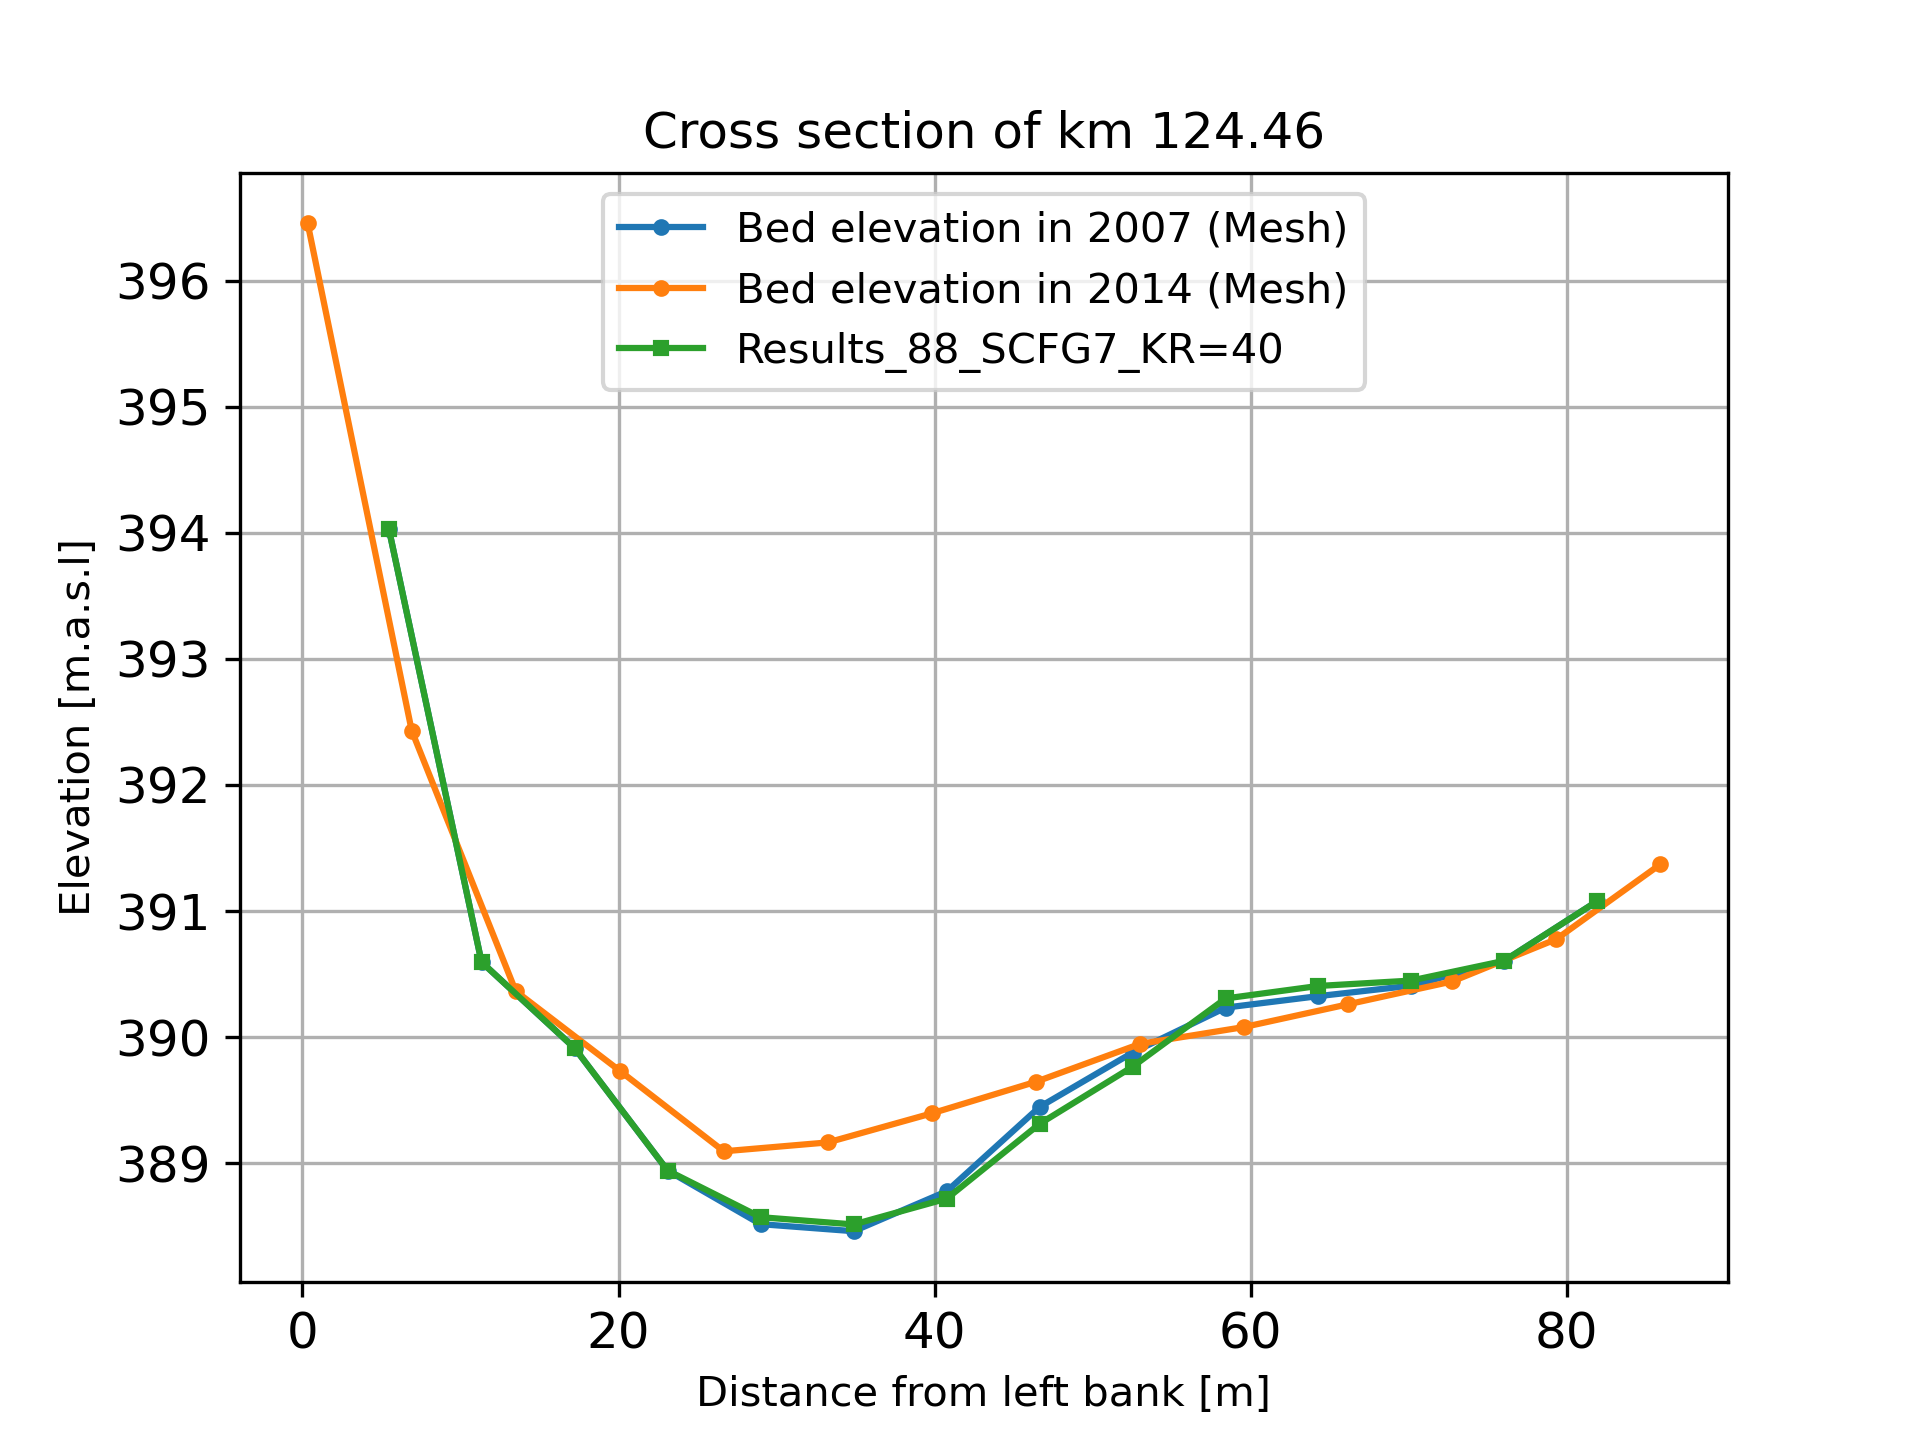 Cross section of km 124.46
Bed elevation in 2007 (Mesh)
Bed elevation in 2014 (Mesh)
Results_88_SCFG7_KR=40
Elevation [m.a.s.l]
396
395
394
393
392
391
390
389
0 20 40 60 80
Distance from left bank [m]